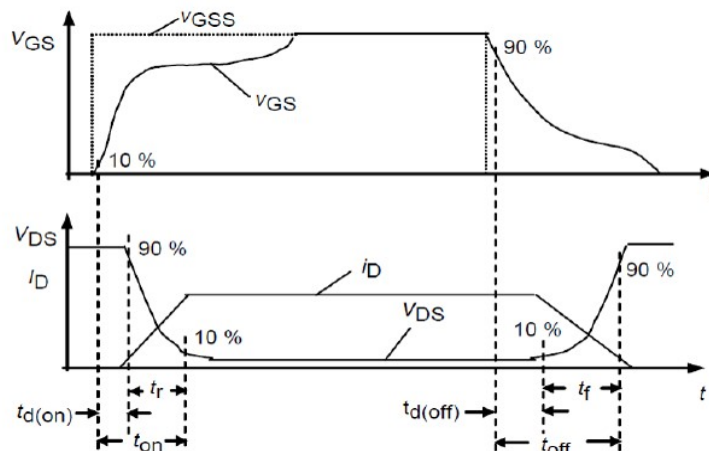 vGSS
vGS
90 %
vGS
10 %
vDS
iD
90 %
iD
vDS
90 %
10 %
10 %
t
tr
tf
td(on)
td(off)
ton
toff